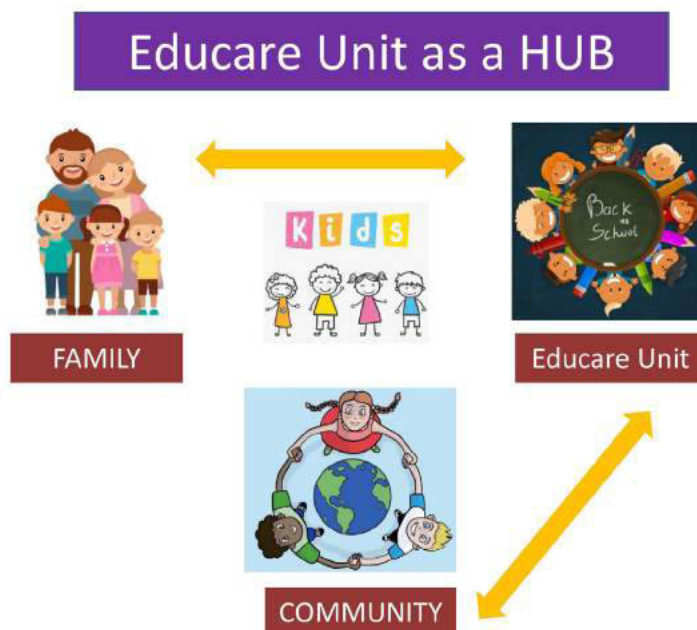 Educare Unit as a HUB
Kids
Back
to
School
FAMILY
Educare Unit
COMMUNITY